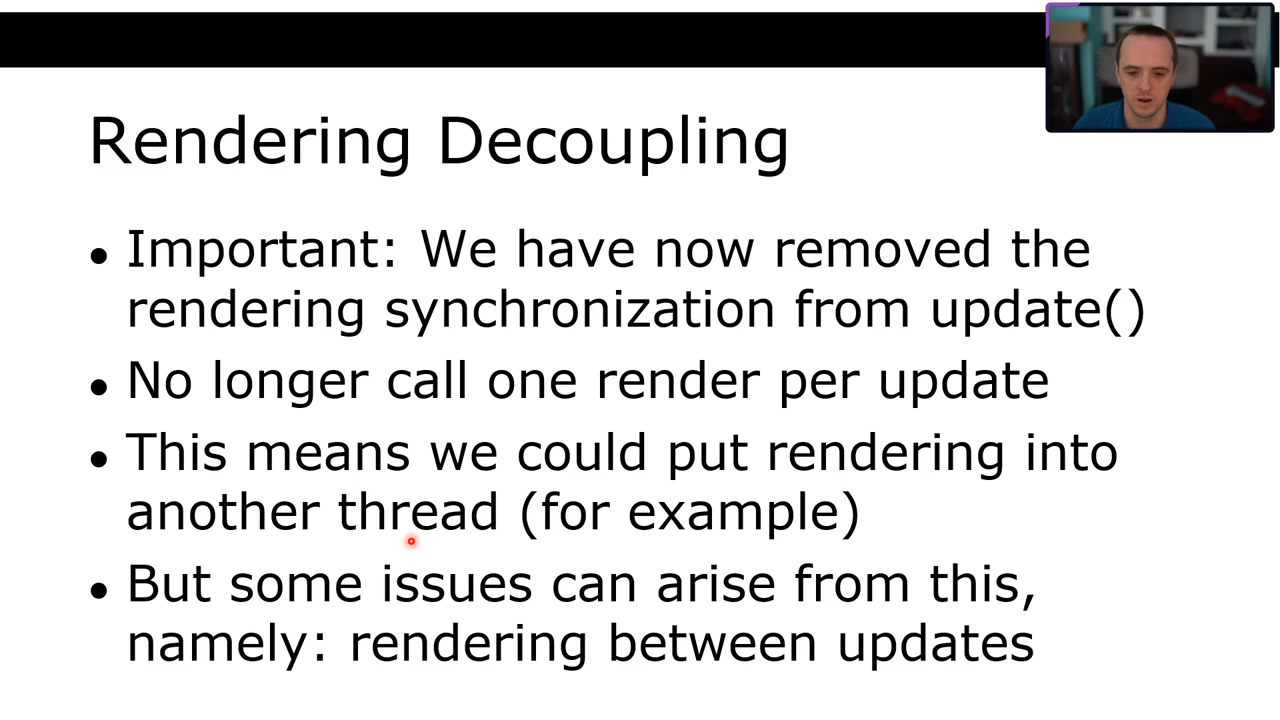 Rendering Decoupling
• Important: We have now removed the
rendering synchronization from update()
• No longer call one render per update
• This means we could put rendering into
another thread (for example)
• But some issues can arise from this,
namely: rendering between updates